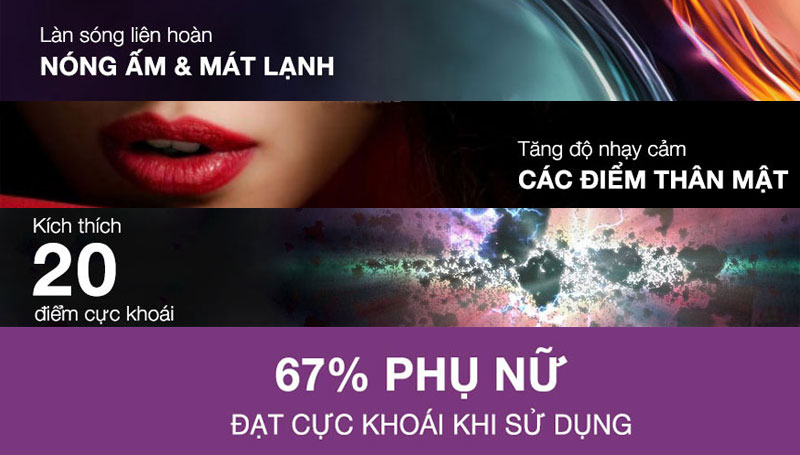 Làn sóng liên hoàn
NÓNG ẤM & MÁT LẠNH
Tăng độ nhạy cảm
CÁC ĐIỂM THÂN MẬT
Kích thích
20
điểm cực khoái
67% PHỤ NỮ
ĐẠT CỰC KHOÁI KHI SỬ DỤNG